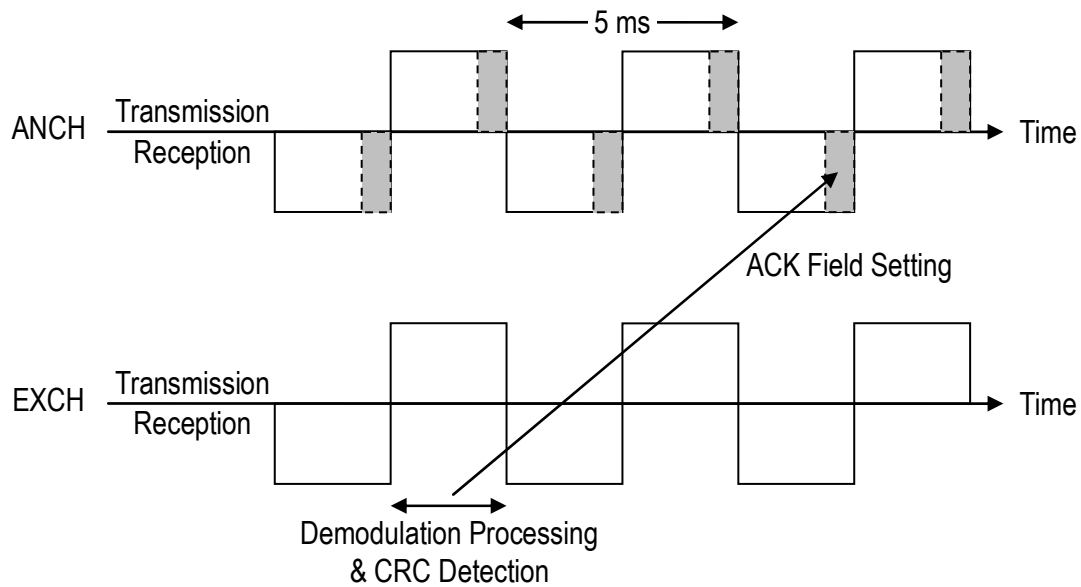 5 ms
Transmission
ANCH
Time
Reception
ACK Field Setting
Transmission
EXCH
Time
Reception
Demodulation Processing
& CRC Detection